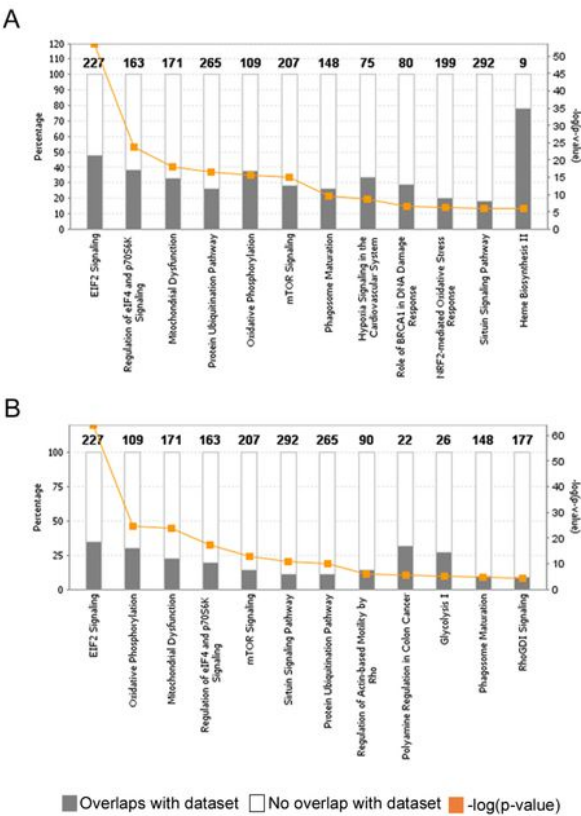 A
120
110
100
90
80
70
60
50
40
30
20
10
0
Percentage
227 163 171 265 109 207 148 75 80 199 292 9
50
45
40
35
30
25
20
15
10
5
0
-log(p-value)
EIF2 Signaling
Regulation of eIF4 and p70S6K
Signaling
Mitochondrial Dysfunction
Protein Ubiquitination Pathway
Oxidative Phosphorylation
mTOR Signaling
Phagosome Maturation
Hypoxia Signaling in the
Cardiovascular System
Role of BRCA1 in DNA Damage
Response
NRF2-mediated Oxidative Stress
Response
Sirtuin Signaling Pathway
Heme Biosynthesis II
B
100
75
50
25
0
Percentage
227 109 171 163 207 292 265 90 22 26 148 177
60
50
40
30
20
10
0
-log(p-value)
EIF2 Signaling
Oxidative Phosphorylation
Mitochondrial Dysfunction
Regulation of eIF4 and p70S6K
Signaling
mTOR Signaling
Sirtuin Signaling Pathway
Protein Ubiquitination Pathway
Regulation of Actin-based Motility by
Rho
Polyamine Regulation in Colon Cancer
Glycolysis I
Phagosome Maturation
RhoGDI Signaling
Overlaps with dataset No overlap with dataset -log(p-value)